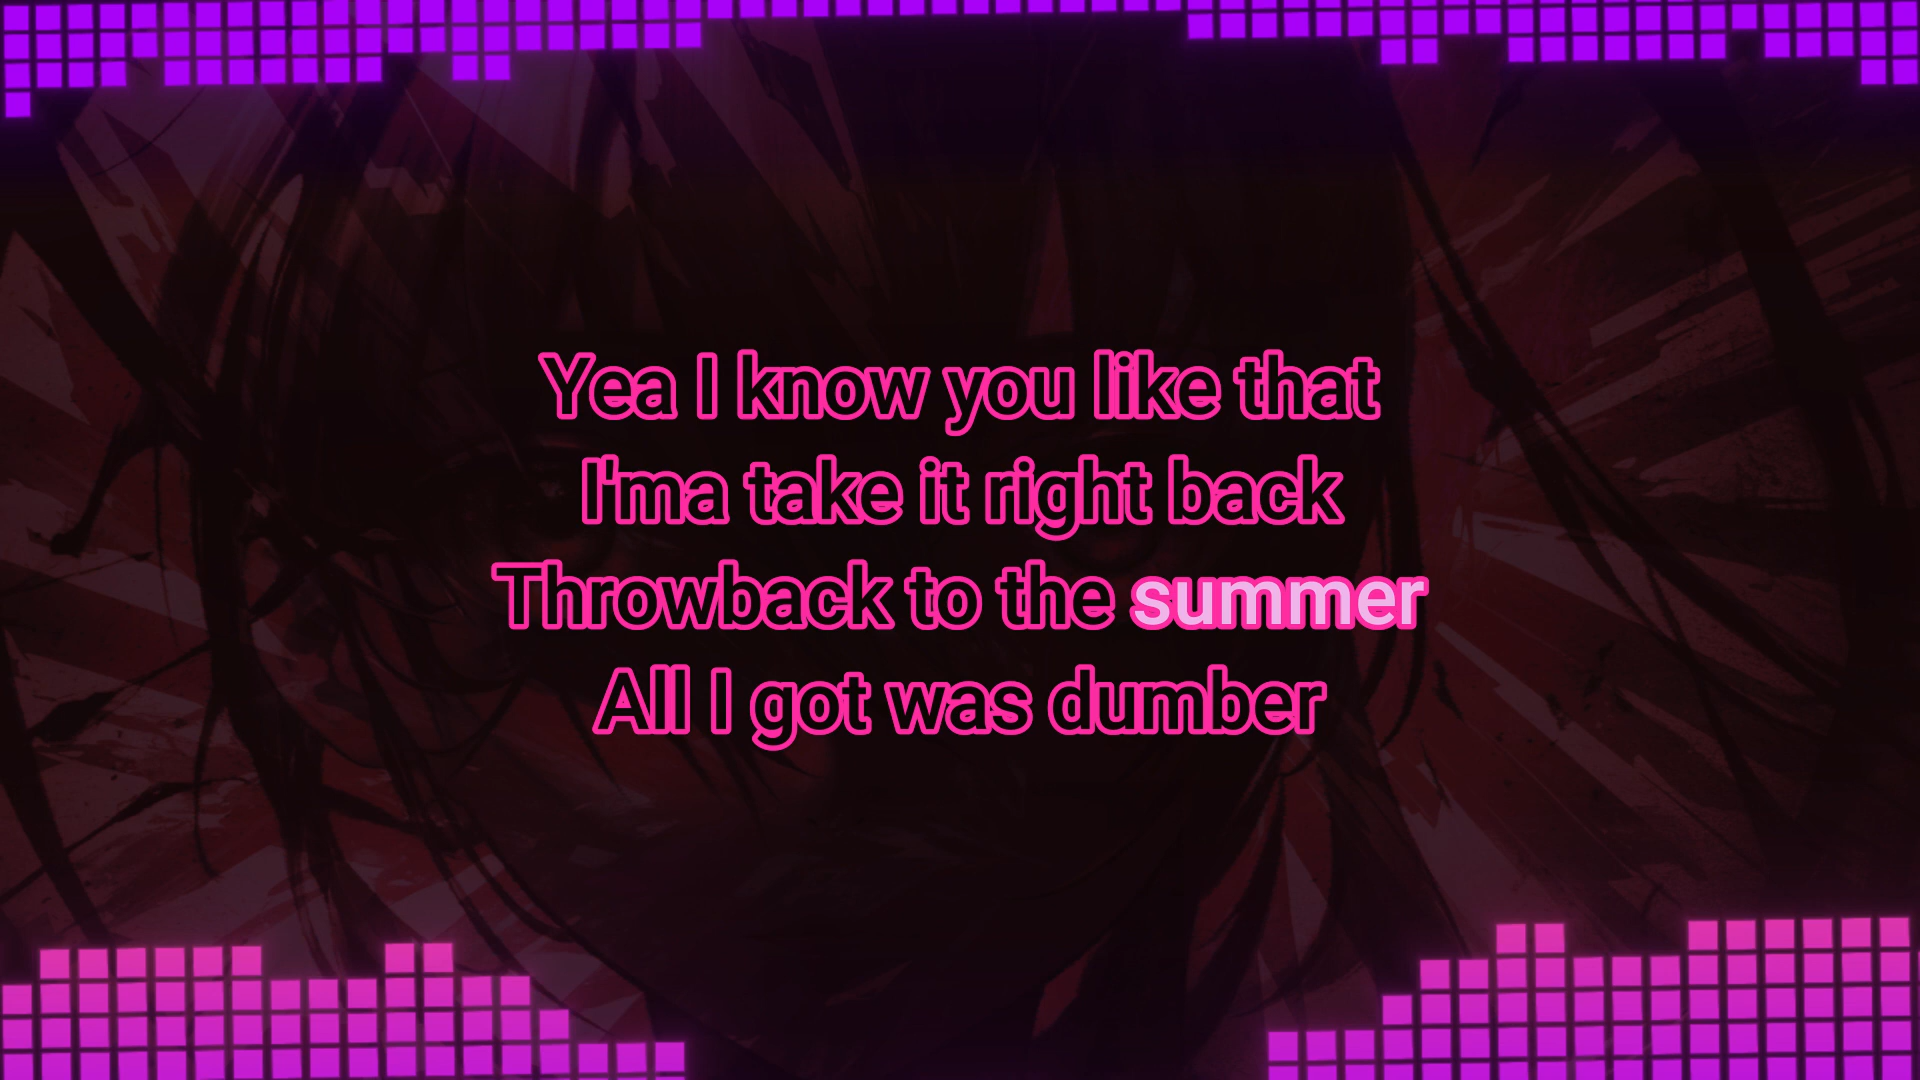 Yea I know you like that
I'ma take it right back
Throwback to the summer
All I got was dumber